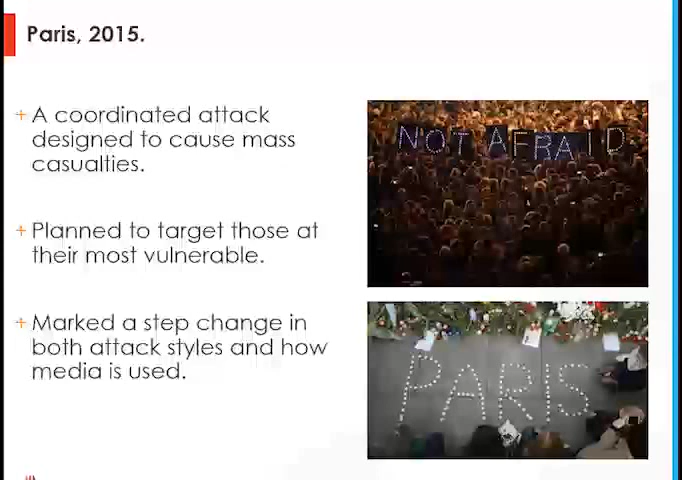 Paris, 2015.
+ A coordinated attack
designed to cause mass
casualties.
+ Planned to target those at
their most vulnerable.
+ Marked a step change in
both attack styles and how
media is used.
NOT AFRAID
PARIS